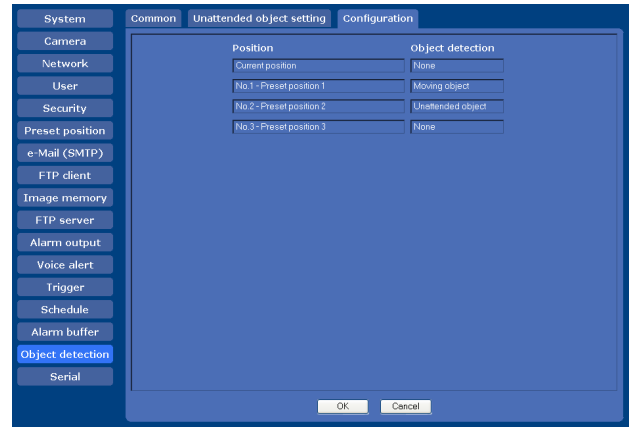 System
Camera
Network
User
Security
Preset position
e-Mail (SMTP)
FTP client
Image memory
FTP server
Alarm output
Voice alert
Trigger
Schedule
Alarm buffer
Object detection
Serial
Common Unattended object setting Configuration
Position Object detection
Current position None
No.1 - Preset position 1 Moving object
No.2 - Preset position 2 Unattended object
No.3 - Preset position 3 None
OK Cancel